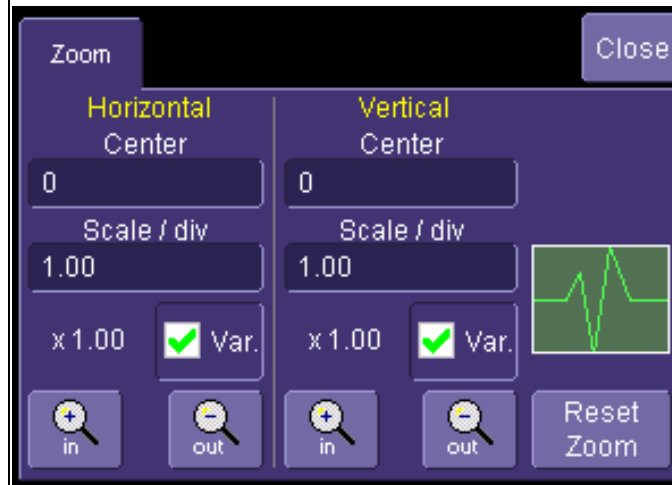 Zoom
Close
Horizontal
Vertical
Center
Center
0
0
Scale / div
Scale / div
1.00
1.00
x 1.00
Var.
x 1.00
Var.
in
out
in
out
Reset
Zoom